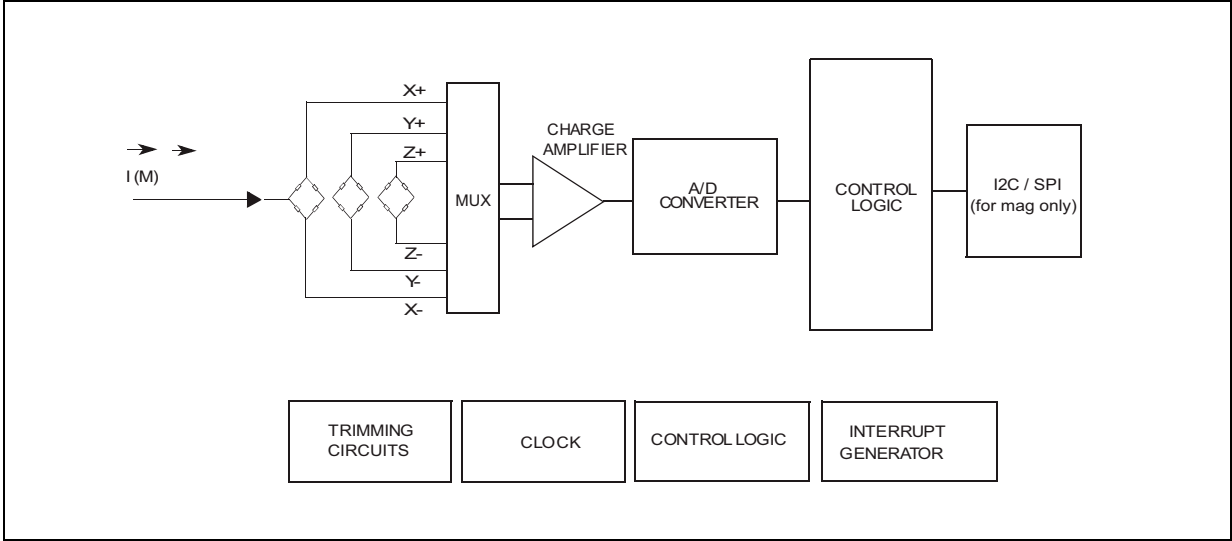 X+
Y+
Z+
I (M)
MUX
Z-
Y-
X-
CHARGE
AMPLIFIER
A/D
CONVERTER
CONTROL
LOGIC
I2C / SPI
(for mag only)
TRIMMING
CIRCUITS
CLOCK
CONTROL LOGIC
INTERRUPT
GENERATOR